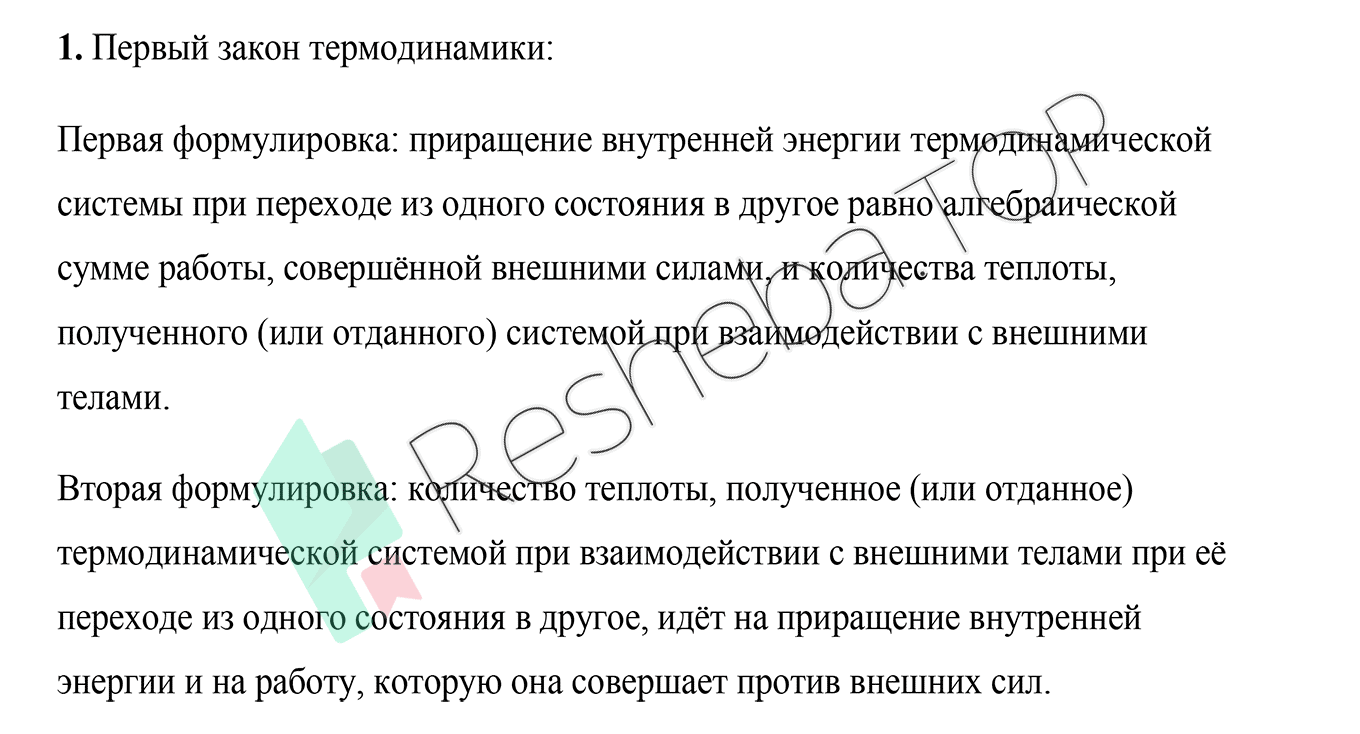 1. Первый закон термодинамики:
Первая формулировка: приращение внутренней энергии термодинамической
системы при переходе из одного состояния в другое равно алгебраической
сумме работы, совершённой внешними силами, и количества теплоты,
полученного (или отданного) системой при взаимодействии с внешними
телами.
Вторая формулировка: количество теплоты, полученное (или отданное)
термодинамической системой при взаимодействии с внешними телами при её
переходе из одного состояния в другое, идёт на приращение внутренней
энергии и на работу, которую она совершает против внешних сил.
Resheba TOP